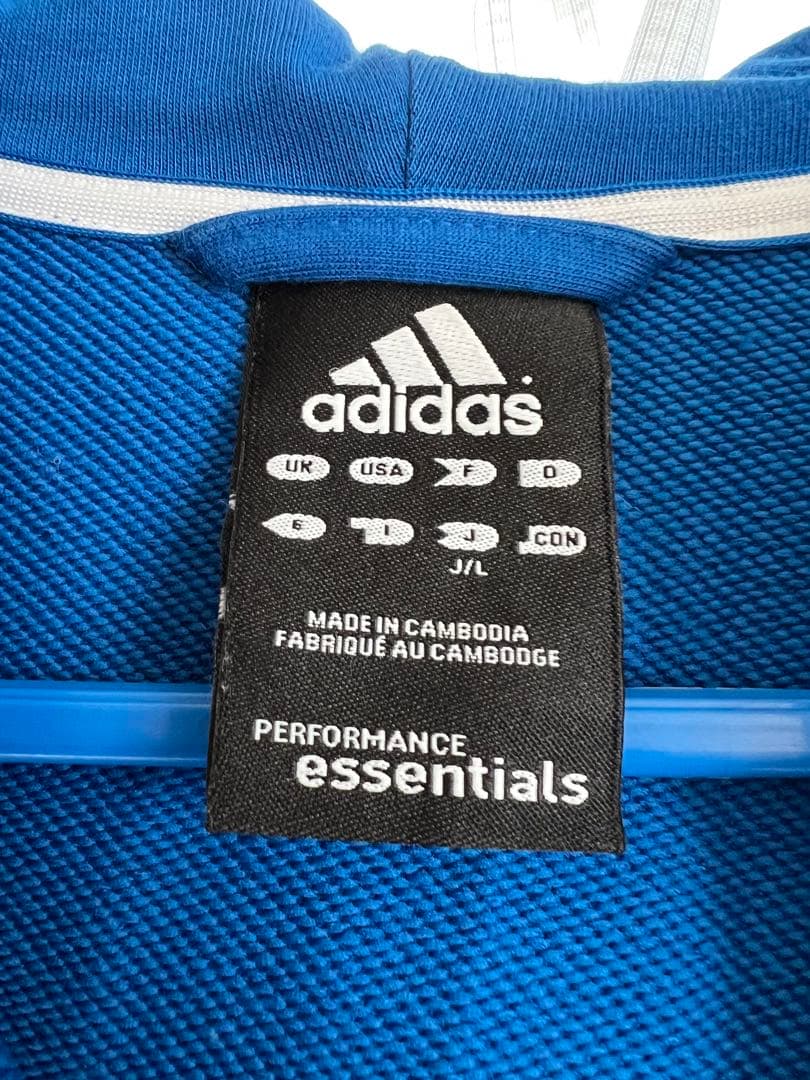 adidas
UK USA F D
E I J CON
J/L
MADE IN CAMBODIA
FABRIQUÉ AU CAMBODGE
PERFORMANCE
essentials